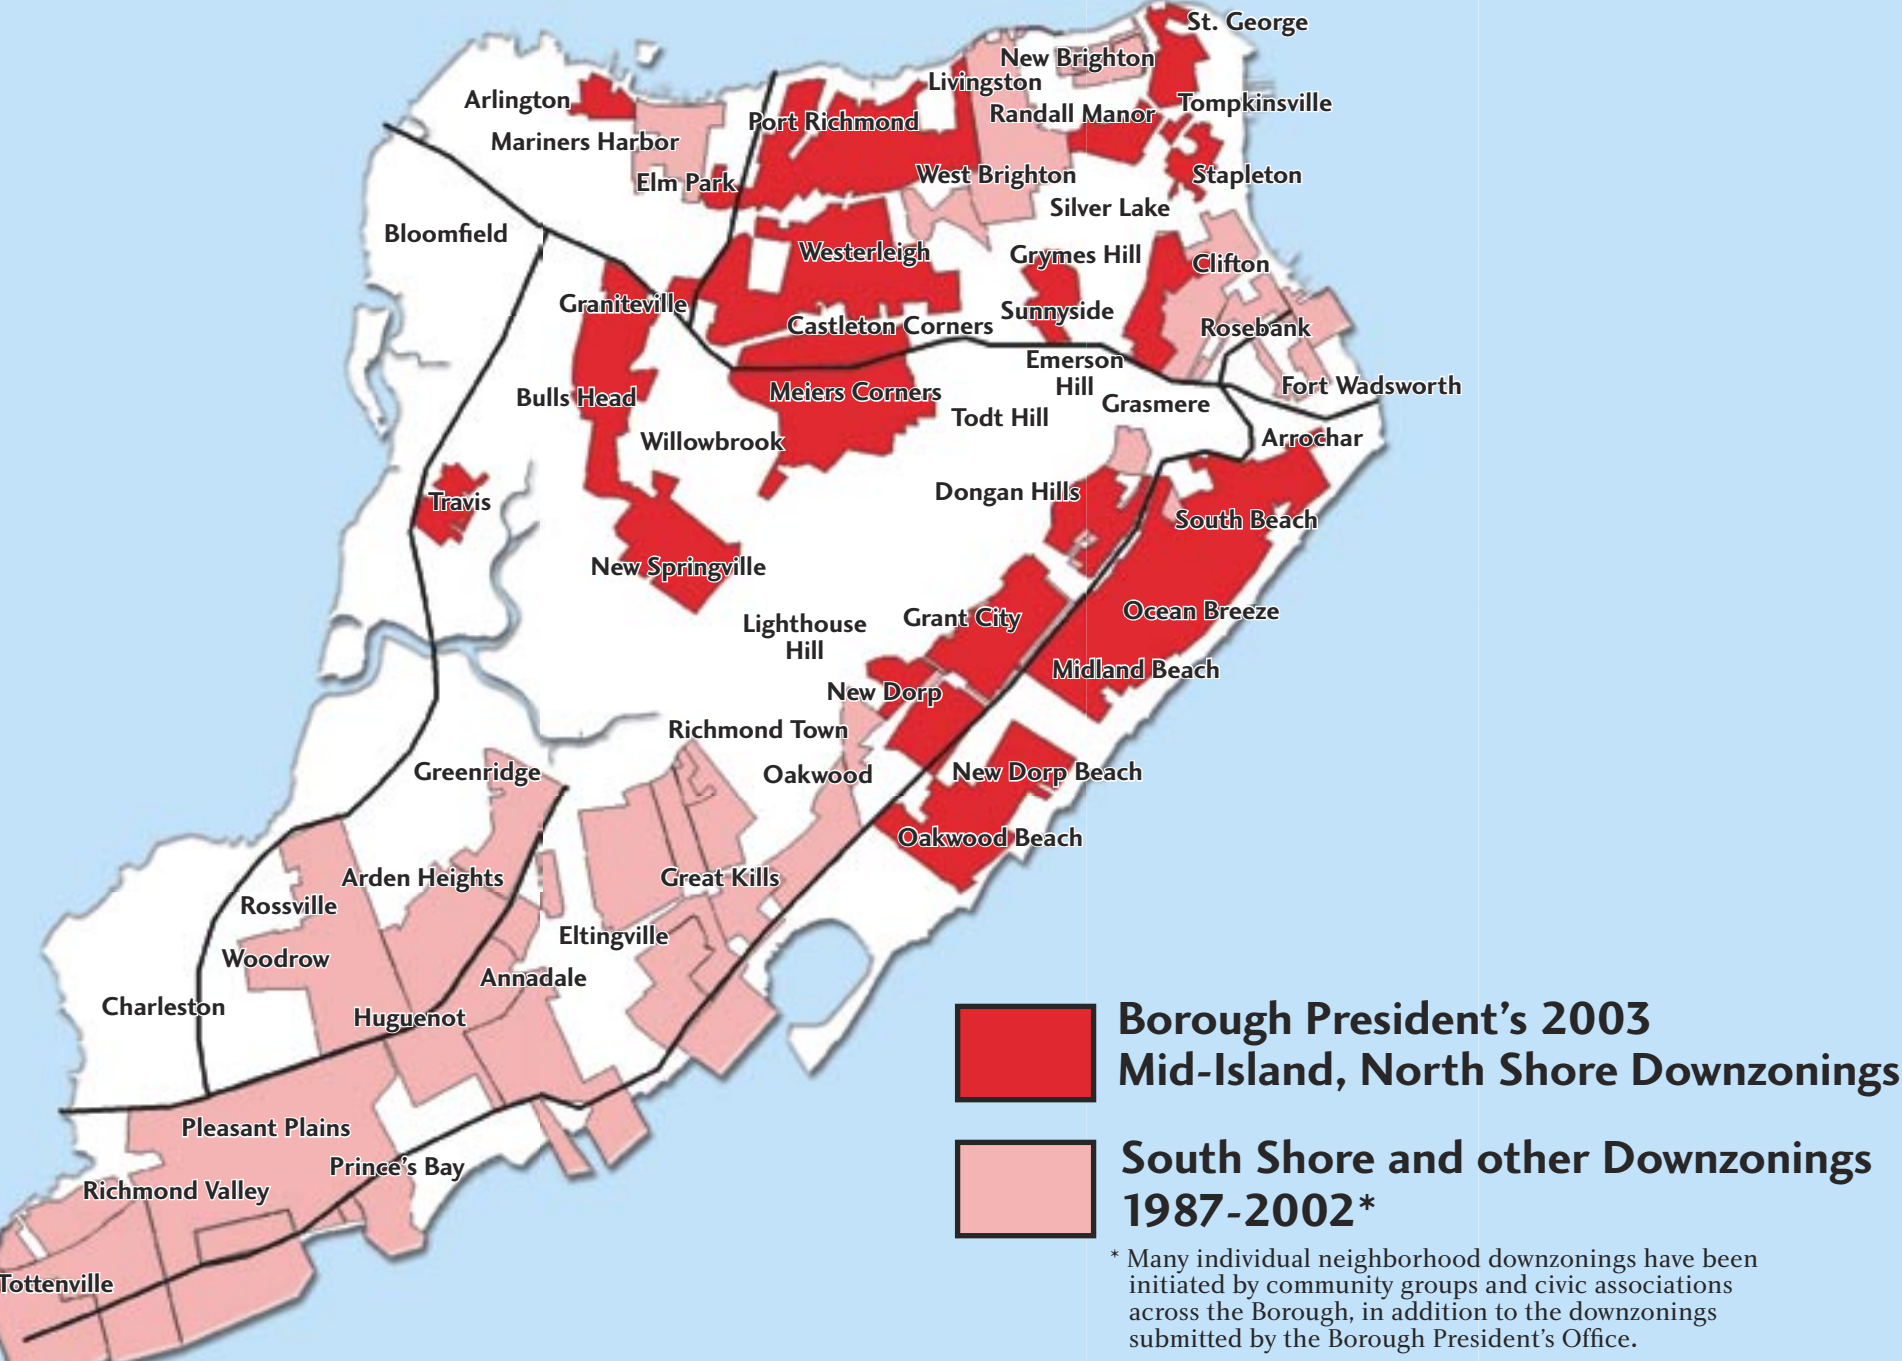 St. George
New Brighton
Livingston
Arlington
Tompkinsville
Randall Manor
Port Richmond
Mariners Harbor
West Brighton
Stapleton
Elm Park
Silver Lake
Bloomfield
Westerleigh
Grymes Hill
Clifton
Graniteville
Sunnyside
Castleton Corners
Rosebank
Emerson
Hill
Fort Wadsworth
Meiers Corners
Bulls Head
Grasmere
Todt Hill
Arrochar
Willowbrook
Dongan Hills
Travis
South Beach
New Springville
Ocean Breeze
Grant City
Lighthouse
Hill
Midland Beach
New Dorp
Richmond Town
Greenridge
Oakwood
New Dorp Beach
Oakwood Beach
Arden Heights
Great Kills
Rossville
Eltingville
Woodrow
Annadale
Charleston
Huguenot
Pleasant Plains
Prince's Bay
Richmond Valley
Tottenville
Borough President's 2003
Mid-Island, North Shore Downzonings
South Shore and other Downzonings
1987-2002*
* Many individual neighborhood downzonings have been
initiated by community groups and civic associations
across the Borough, in addition to the downzonings
submitted by the Borough President's Office.